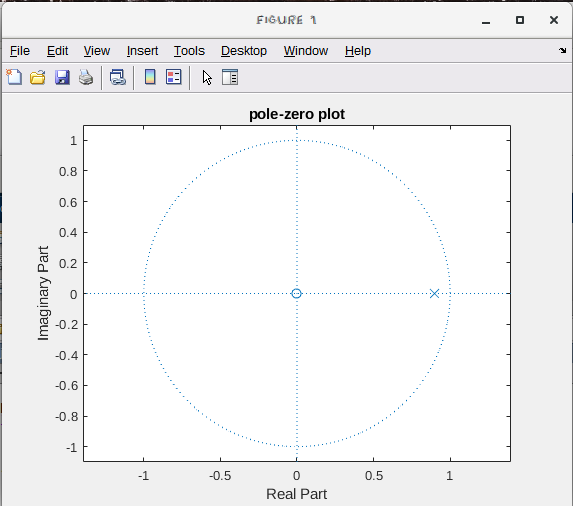 FIGURE 1
File Edit View Insert Tools Desktop Window Help
pole-zero plot
1
0.8
0.6
0.4
0.2
0
-0.2
-0.4
-0.6
-0.8
-1
Imaginary Part
-1 -0.5 0 0.5 1
Real Part